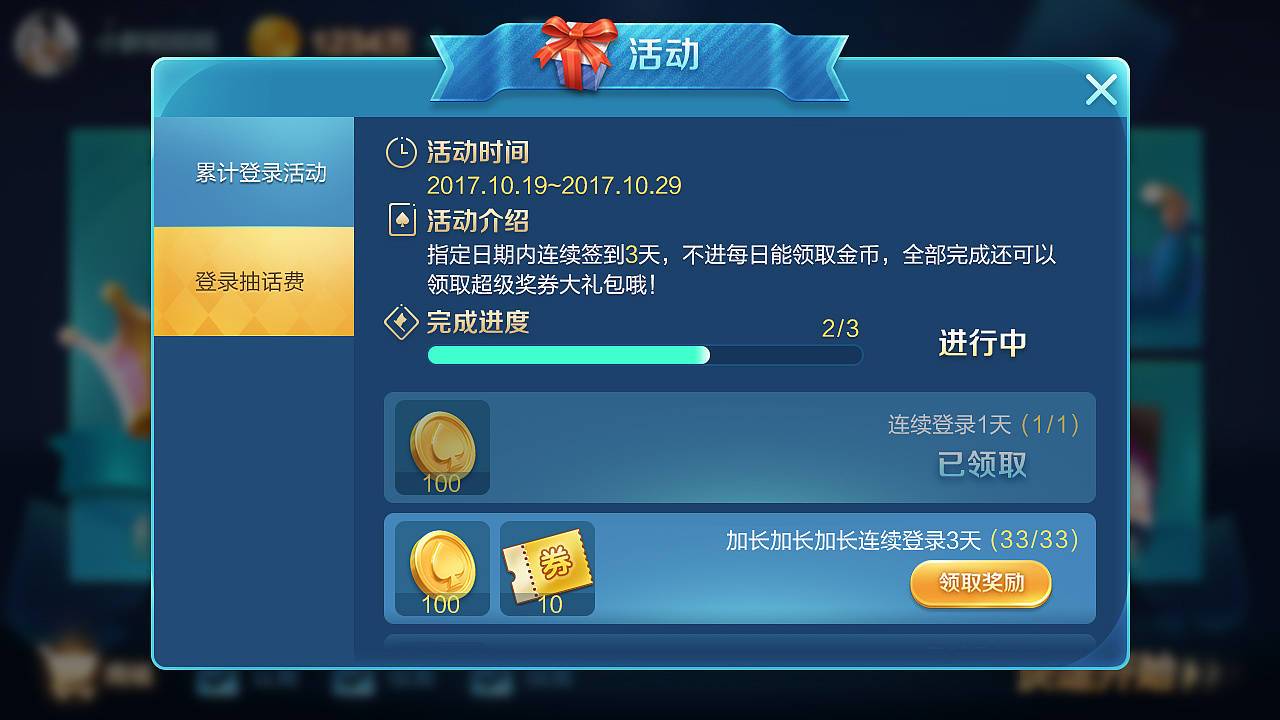 活动
累计登录活动
登录抽话费
活动时间
2017.10.19~2017.10.29
活动介绍
指定日期内连续签到3天，不进每日能领取金币，全部完成还可以
领取超级奖券大礼包哦！
完成进度
2/3
进行中
100
连续登录1天 (1/1)
已领取
100
券
10
加长加长加长连续登录3天 (33/33)
领取奖励